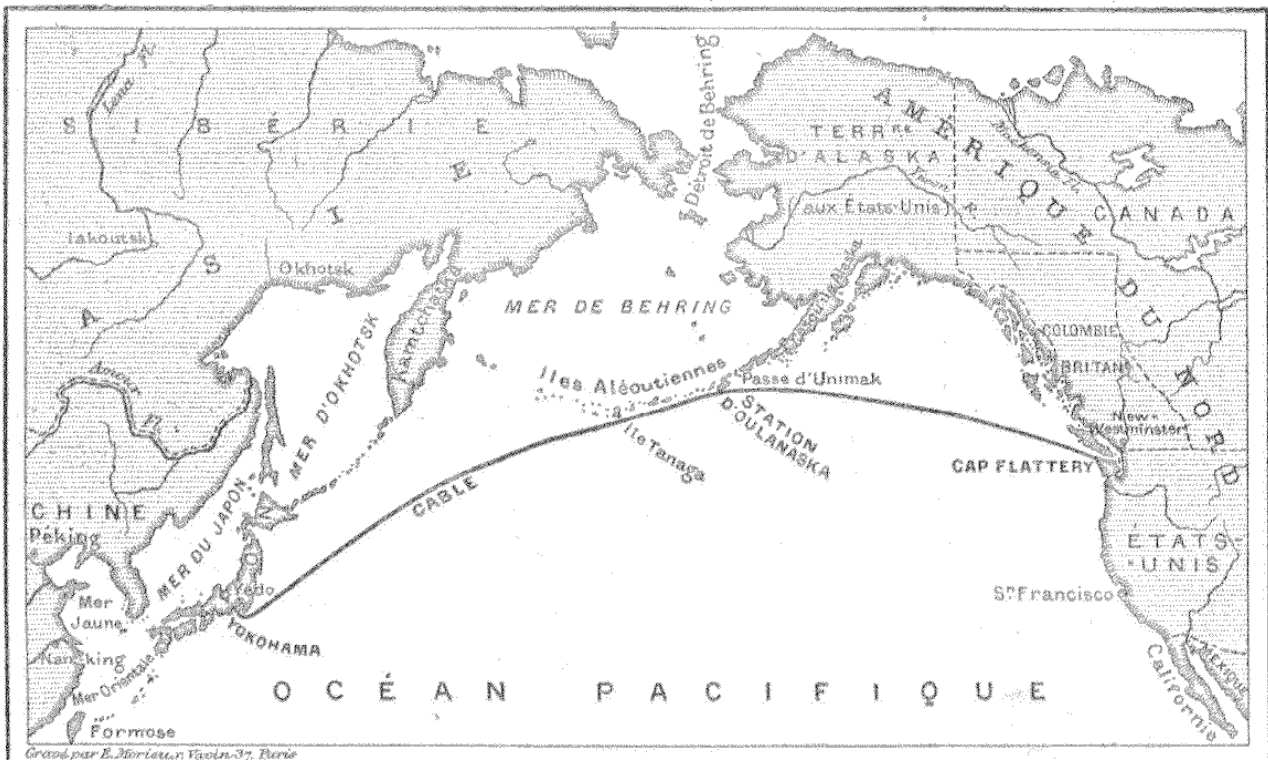 SIBÉRIE
ASIE
Iakoutsk
Okhotsk
Kamtchatka
Détroit de Behring
TERRRE
D'ALASKA
(aux États-Unis)
AMÉRIQUE DU NORD
CANADA
MER DE BEHRING
COLOMBIE
BRITANE
New-
Westminster
Iles Aléoutiennes
Passe d'Unimak
STATION
D'OULANASKA
Ile Tanaga
CAP FLATTERY
CABLE
MER D'OKHOTSK
MER DU JAPON
CHINE
Péking
Mer
Jaune
Yedo
YOKOHAMA
Nanking
Mer Orientale
Formose
ÉTATS-
UNIS
Sn Francisco
Californie
MEXIQUE
OCÉAN PACIFIQUE
Gravé par E. Morieu, r. Vavin-37, Paris